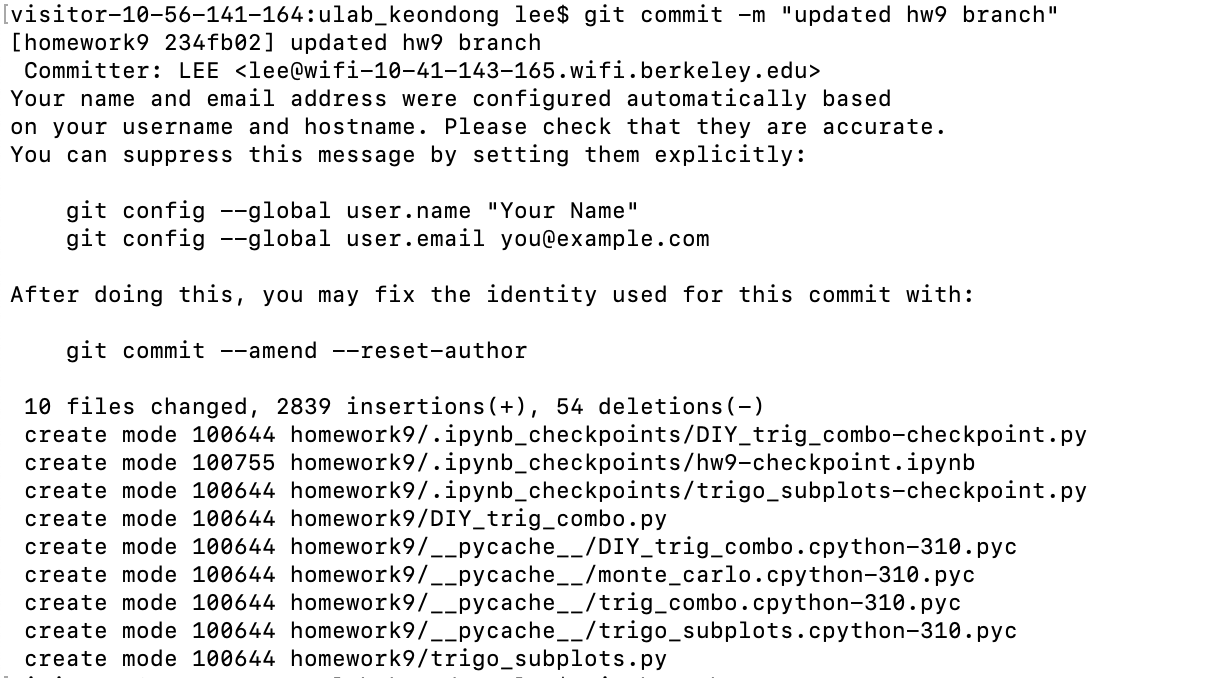 [visitor-10-56-141-164:ulab_keondong lee$ git commit -m "updated hw9 branch"
[homework9 234fb02] updated hw9 branch
 Committer: LEE <lee@wifi-10-41-143-165.wifi.berkeley.edu>
Your name and email address were configured automatically based
on your username and hostname. Please check that they are accurate.
You can suppress this message by setting them explicitly:

    git config --global user.name "Your Name"
    git config --global user.email you@example.com

After doing this, you may fix the identity used for this commit with:

    git commit --amend --reset-author

 10 files changed, 2839 insertions(+), 54 deletions(-)
 create mode 100644 homework9/.ipynb_checkpoints/DIY_trig_combo-checkpoint.py
 create mode 100755 homework9/.ipynb_checkpoints/hw9-checkpoint.ipynb
 create mode 100644 homework9/.ipynb_checkpoints/trigo_subplots-checkpoint.py
 create mode 100644 homework9/DIY_trig_combo.py
 create mode 100644 homework9/__pycache__/DIY_trig_combo.cpython-310.pyc
 create mode 100644 homework9/__pycache__/monte_carlo.cpython-310.pyc
 create mode 100644 homework9/__pycache__/trig_combo.cpython-310.pyc
 create mode 100644 homework9/__pycache__/trigo_subplots.cpython-310.pyc
 create mode 100644 homework9/trigo_subplots.py